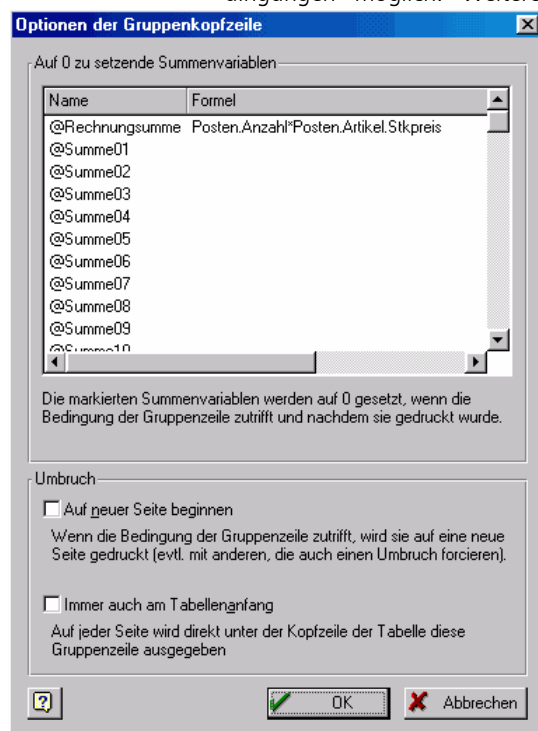 dingungen möglich. Weitere
Optionen der Gruppenkopfzeile
Auf 0 zu setzende Summenvariablen
Name Formel
@Rechnungsumme Posten.Anzahl*Posten.Artikel.Stkpreis
@Summe01
@Summe02
@Summe03
@Summe04
@Summe05
@Summe06
@Summe07
@Summe08
@Summe09
@Summe10
Die markierten Summenvariablen werden auf 0 gesetzt, wenn die
Bedingung der Gruppenzeile zutrifft und nachdem sie gedruckt wurde.
Umbruch
Auf neuer Seite beginnen
Wenn die Bedingung der Gruppenzeile zutrifft, wird sie auf eine neue
Seite gedruckt (evtl. mit anderen, die auch einen Umbruch forcieren).
Immer auch am Tabellenanfang
Auf jeder Seite wird direkt unter der Kopfzeile der Tabelle diese
Gruppenzeile ausgegeben
OK Abbrechen